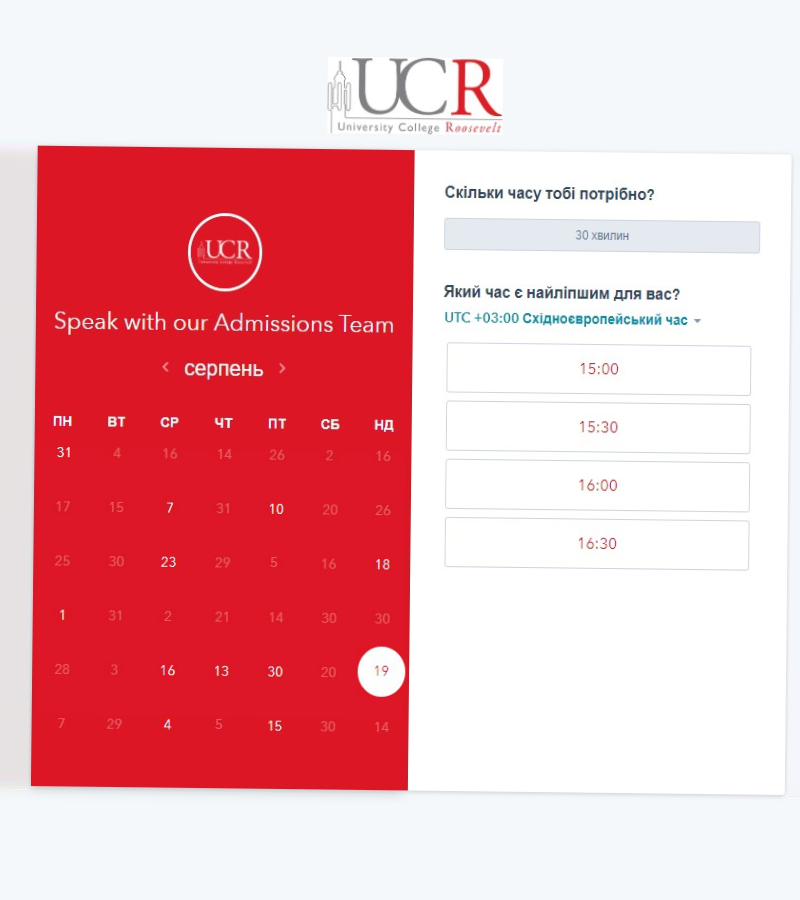 UCR
University College Roosevelt
UCR
Speak with our Admissions Team
серпень
ПН ВТ СР ЧТ ПТ СБ НД
31 4 16 14 26 2 16
17 15 7 31 10 20 26
25 30 23 29 5 16 18
1 31 2 21 14 30 30
28 3 16 13 30 20 19
7 29 4 5 15 30 14
Скільки часу тобі потрібно?
30 хвилин
Який час є найліпшим для вас?
UTC +03:00 Східноєвропейський час
15:00
15:30
16:00
16:30